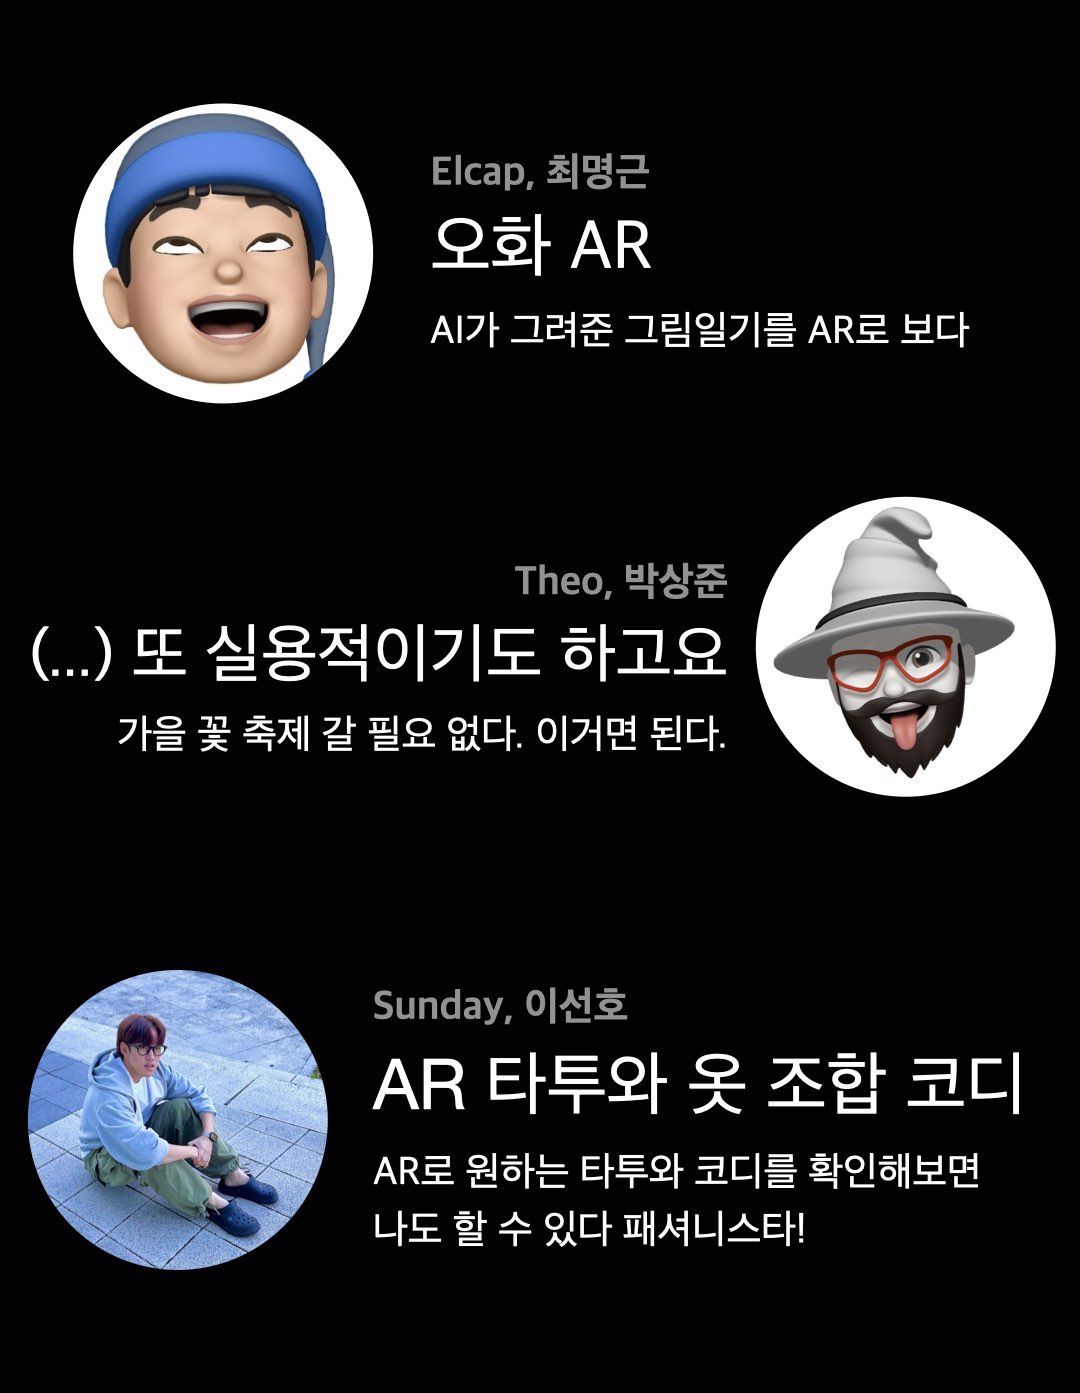 Elcap, 최명근
오화 AR
AI가 그려준 그림일기를 AR로 보다
Theo, 박상준
(...) 또 실용적이기도 하고요
가을 꽃 축제 갈 필요 없다. 이거면 된다.
Sunday, 이선호
AR 타투와 옷 조합 코디
AR로 원하는 타투와 코디를 확인해보면
나도 할 수 있다 패셔니스타!